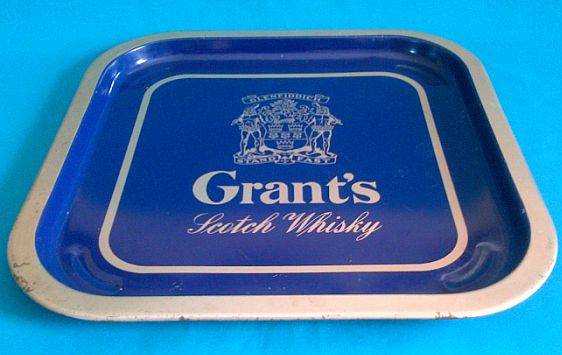 GLENFIDDICH
STAND FAST
Grant's
Scotch Whisky